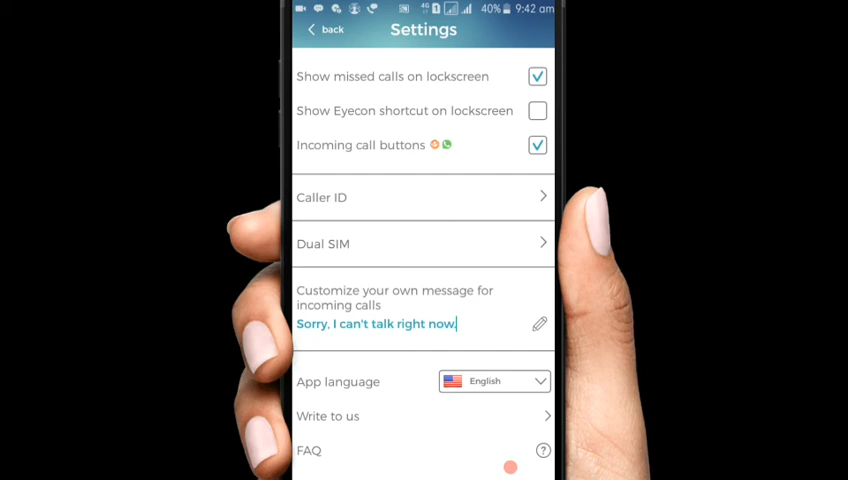 4G 1 40% 9:42 am
back Settings
Show missed calls on lockscreen
Show Eyecon shortcut on lockscreen
Incoming call buttons
Caller ID
Dual SIM
Customize your own message for
incoming calls
Sorry, I can't talk right now.
App language English
Write to us
FAQ ?